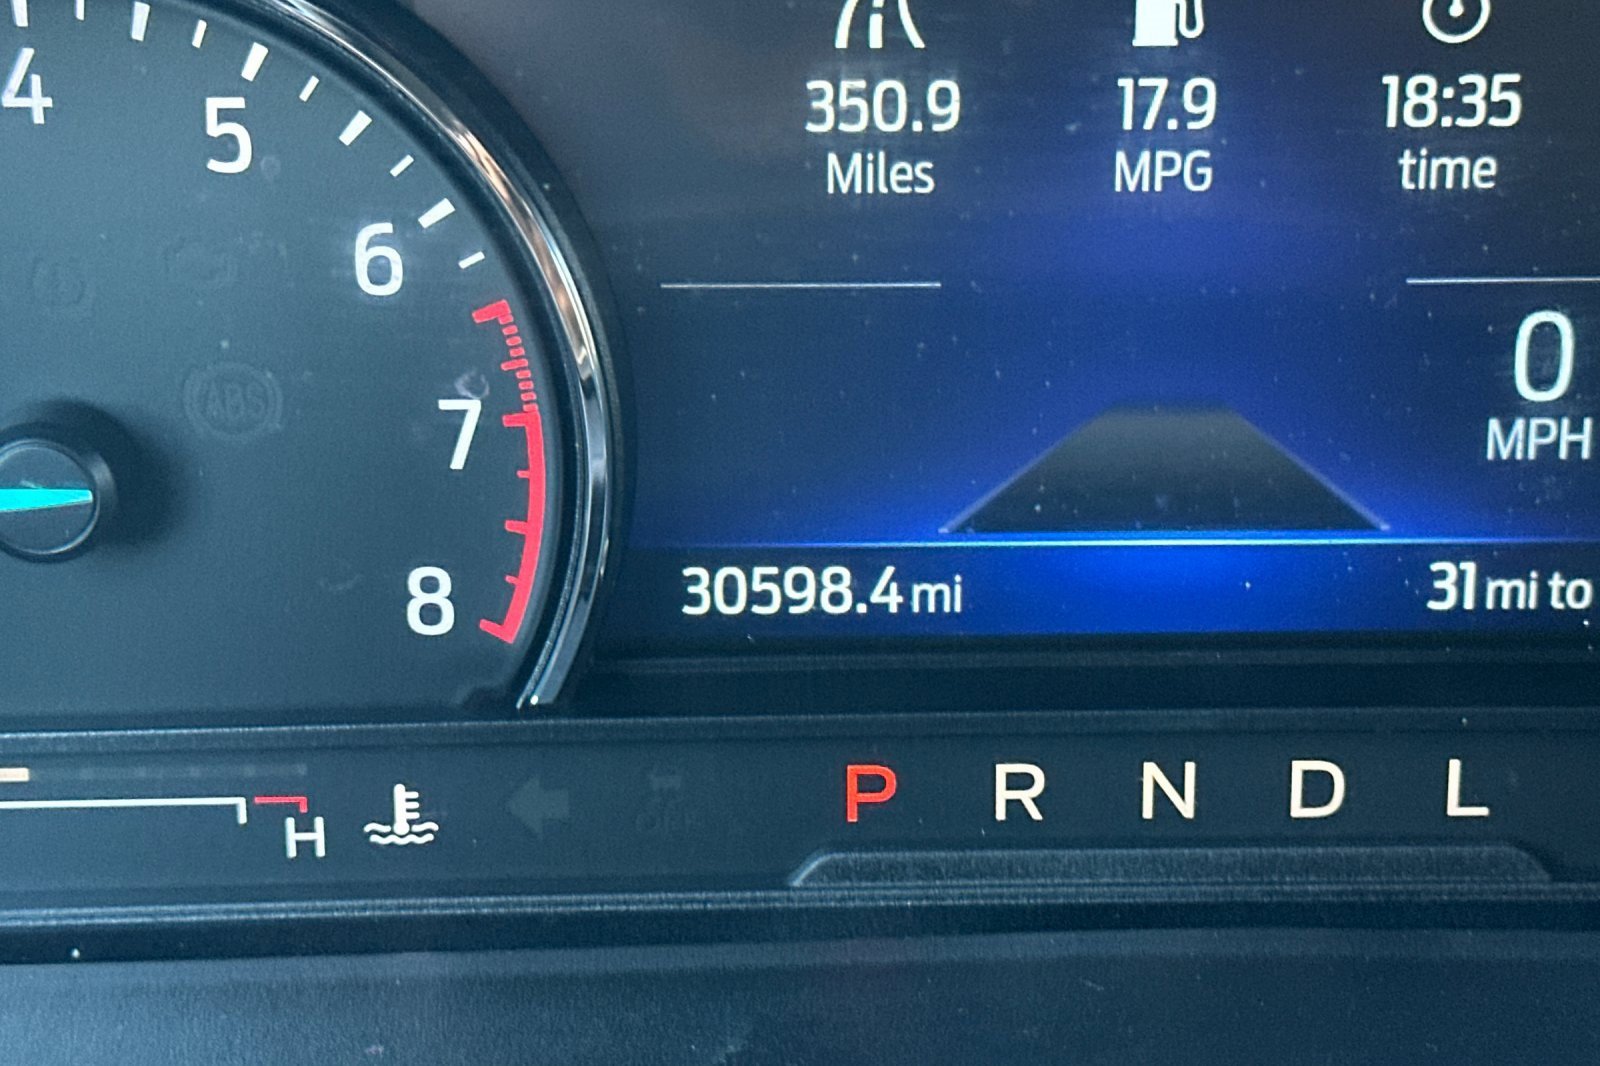 4
5
6
7
8
350.9 17.9 18:35
Miles MPG time
0
MPH
30598.4 mi 31 mi to
ABS
H P R N D L